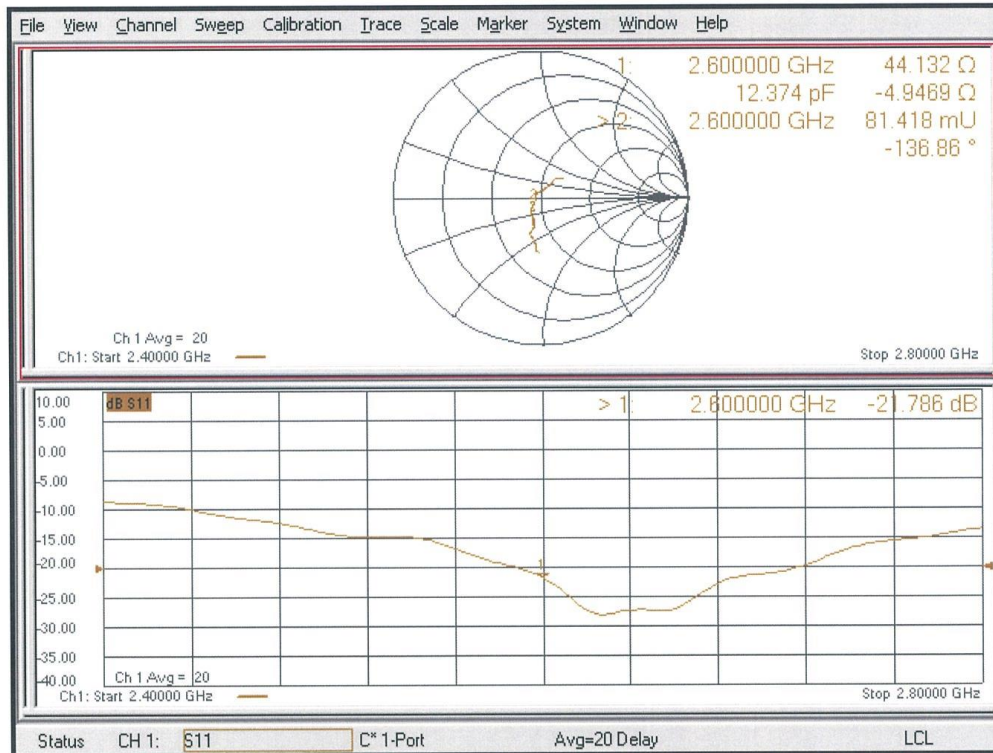 File View Channel Sweep Calibration Trace Scale Marker System Window Help
1: 2.600000 GHz 44.132 Ω
12.374 pF -4.9469 Ω
> 2: 2.600000 GHz 81.418 mU
-136.86 °
Ch 1 Avg = 20
Ch1: Start 2.40000 GHz
Stop 2.80000 GHz
10.00
dB S11
> 1: 2.600000 GHz -21.786 dB
5.00
0.00
-5.00
-10.00
-15.00
-20.00
1
-25.00
-30.00
-35.00
-40.00
Ch 1 Avg = 20
Ch1: Start 2.40000 GHz
Stop 2.80000 GHz
Status CH 1: S11 C* 1-Port Avg=20 Delay LCL